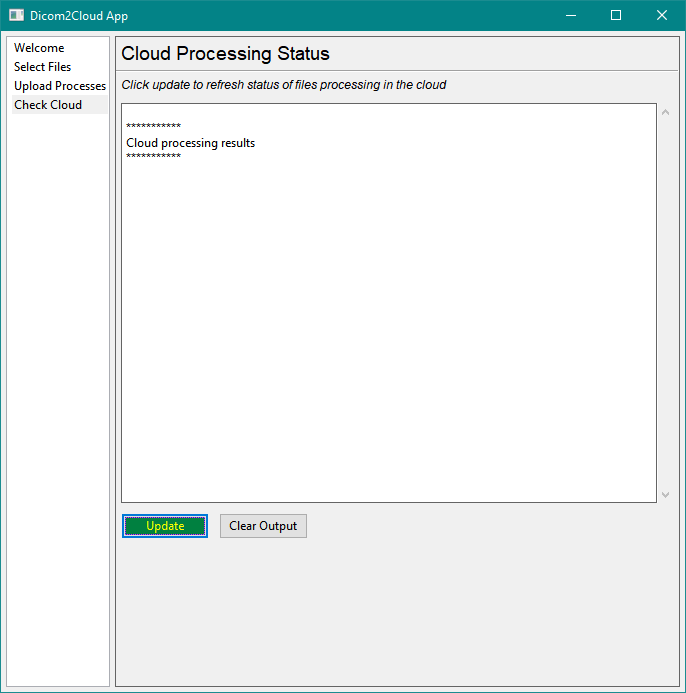 Dicom2Cloud App
Welcome
Select Files
Upload Processes
Check Cloud
Cloud Processing Status
Click update to refresh status of files processing in the cloud
***********
Cloud processing results
***********
Update
Clear Output